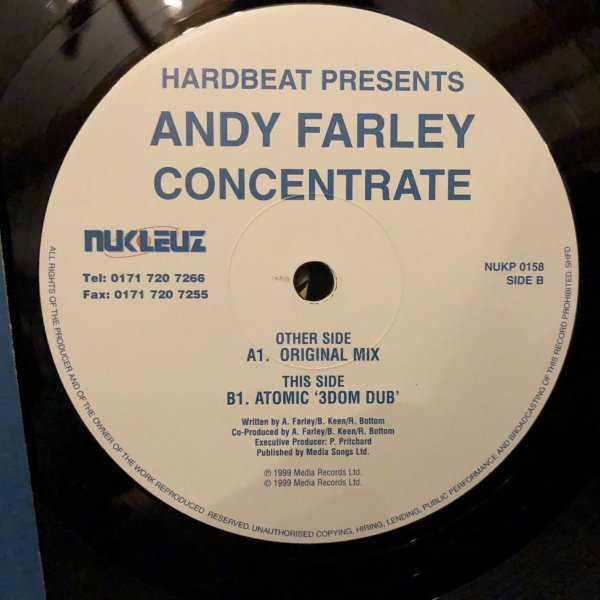 HARDBEAT PRESENTS
ANDY FARLEY
CONCENTRATE
NUKLEUZ
Tel: 0171 720 7266
Fax: 0171 720 7255
NUKP 0158
SIDE B
OTHER SIDE
A1. ORIGINAL MIX
THIS SIDE
B1. ATOMIC ‘3DOM DUB’
Written by A. Farley/B. Keen/R. Bottom
Co-Produced by A. Farley/B. Keen/R. Bottom
Executive Producer: P. Pritchard
Published by Media Songs Ltd.
℗ 1999 Media Records Ltd.
© 1999 Media Records Ltd.
ALL RIGHTS OF THE PRODUCER AND OF THE OWNER OF THE WORK REPRODUCED RESERVED. UNAUTHORISED COPYING, HIRING, LENDING, PUBLIC PERFORMANCE AND BROADCASTING OF THIS RECORD PROHIBITED. SHFD